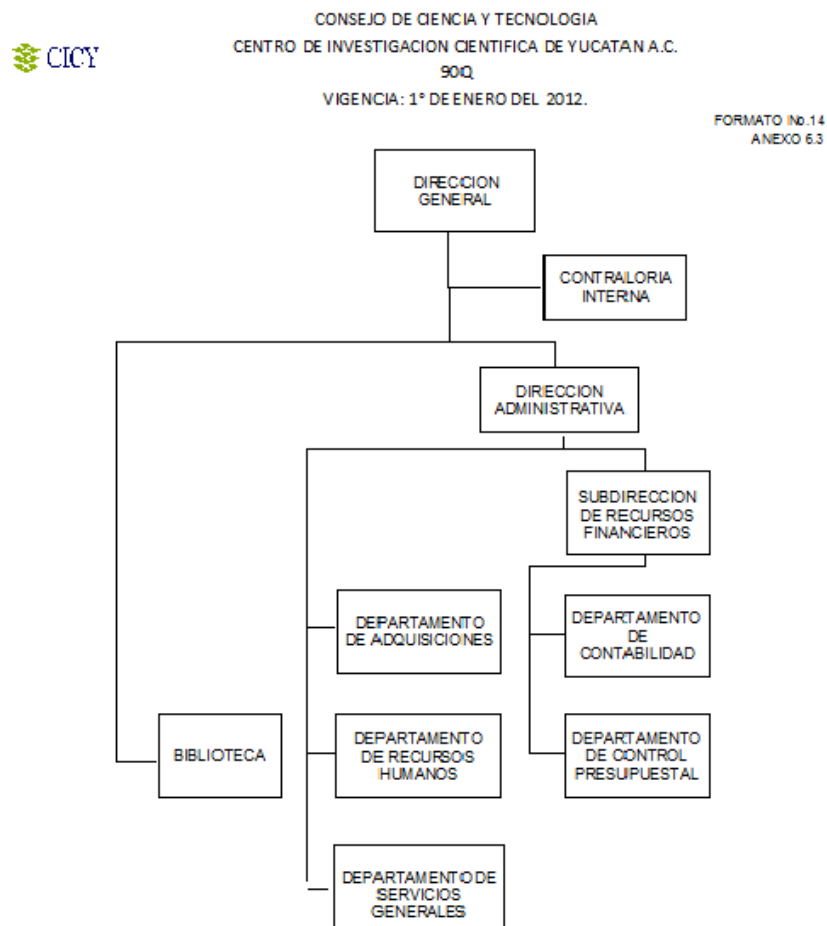 CONSEJO DE CIENCIA Y TECNOLOGIA
CICY
CENTRO DE INVESTIGACION CIENTIFICA DE YUCATAN A.C.
90Q
VIGENCIA: 1° DE ENERO DEL 2012.
FORMATO No.14
ANEXO 6.3
DIRECCION
GENERAL
CONTRALORIA
INTERNA
DIRECCION
ADMINISTRATIVA
SUBDIRECCION
DE RECURSOS
FINANCIEROS
DEPARTAMENTO
DE ADQUISICIONES
DEPARTAMENTO
DE
CONTABILIDAD
BIBLIOTECA
DEPARTAMENTO
DE RECURSOS
HUMANOS
DEPARTAMENTO
DE CONTROL
PRESUPUESTAL
DEPARTAMENTO DE
SERVICIOS
GENERALES